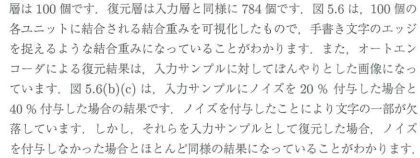 層は 100 個です．復元層は入力層と同様に 784 個です．図 5.6 は，100 個の
各ユニットに結合される結合重みを可視化したもので，手書き文字のエッジ
を捉えるような結合重みになっていることがわかります．また，オートエン
コーダによる復元結果は，入力サンプルに対してぼんやりとした画像になっ
ています．図 5.6(b)(c) は，入力サンプルにノイズを 20 % 付与した場合と
40 % 付与した場合の結果です．ノイズを付与したことにより文字の一部が欠
落しています．しかし，それらを入力サンプルとして復元した場合，ノイズ
を付与しなかった場合とほとんど同様の結果になっていることがわかります．